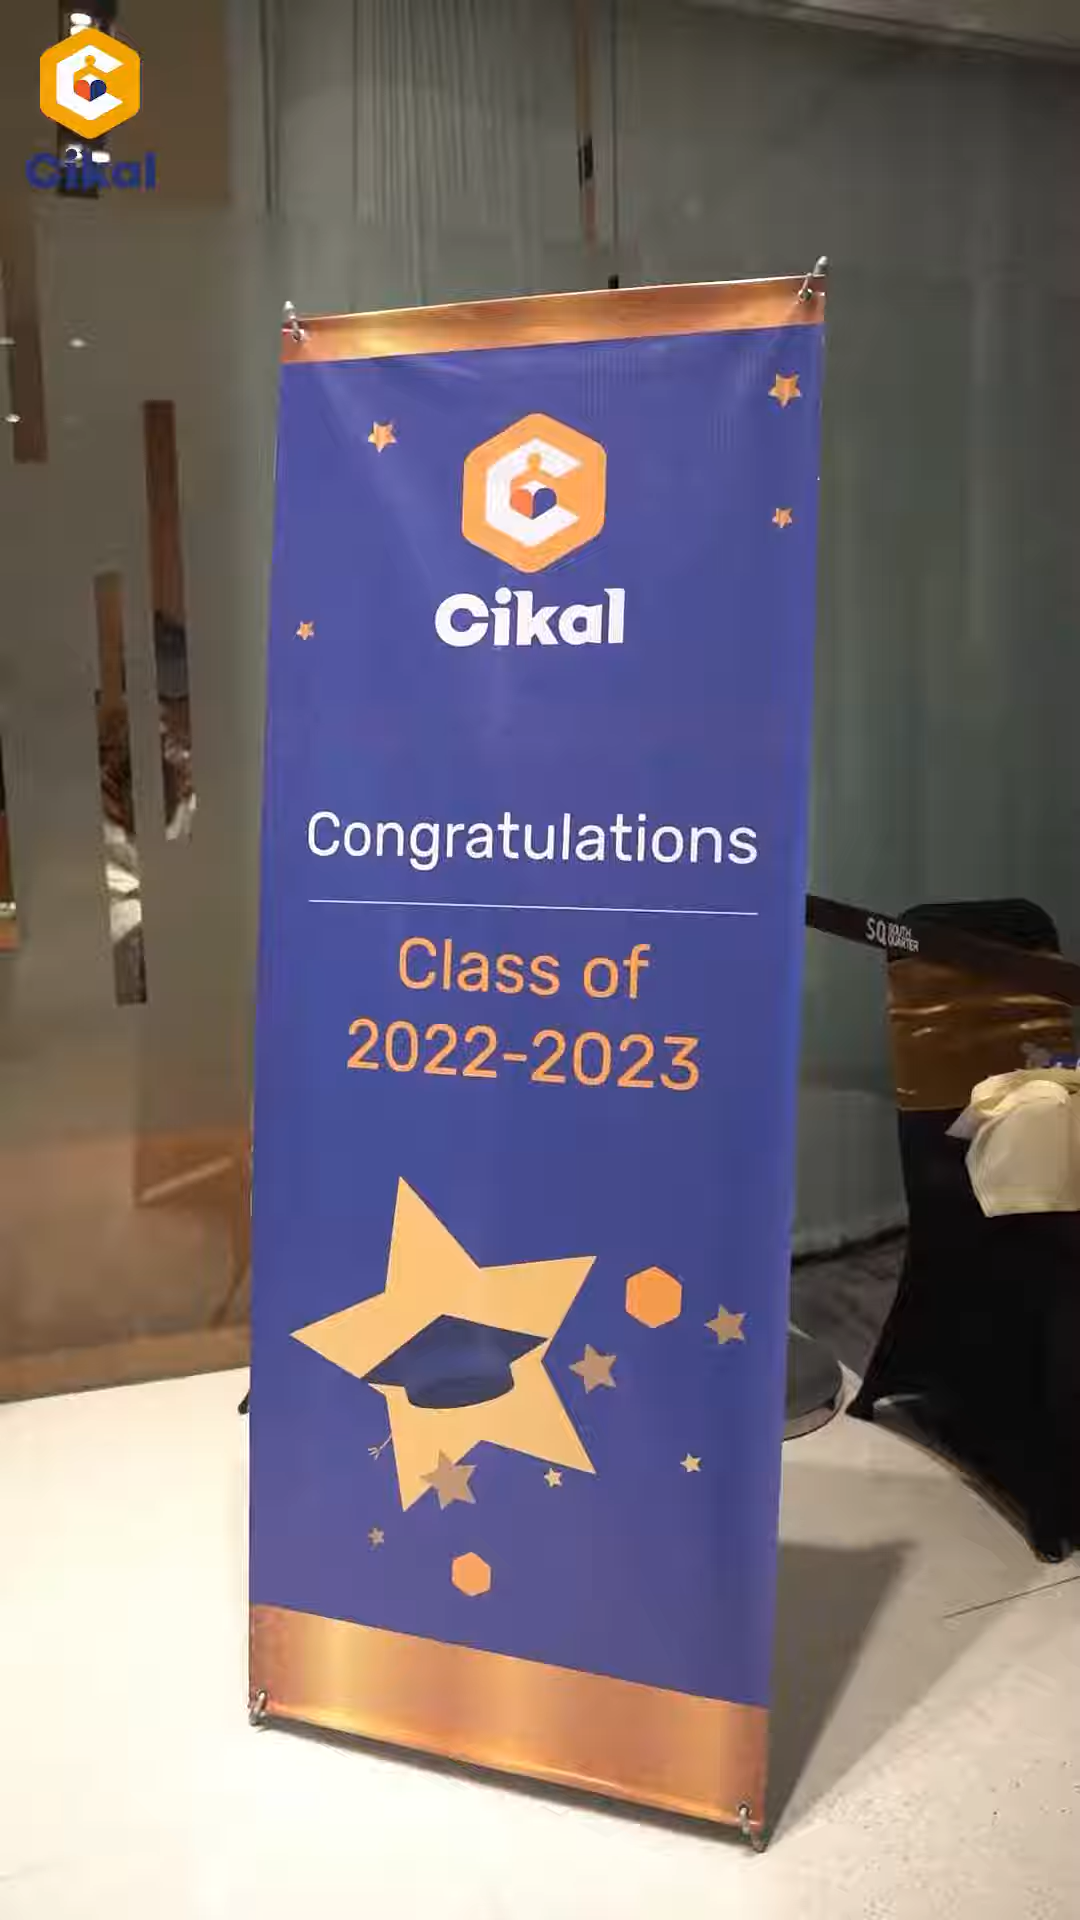 Cikal
Cikal
Congratulations
Class of
2022-2023
SQ SOUTH
QUARTER